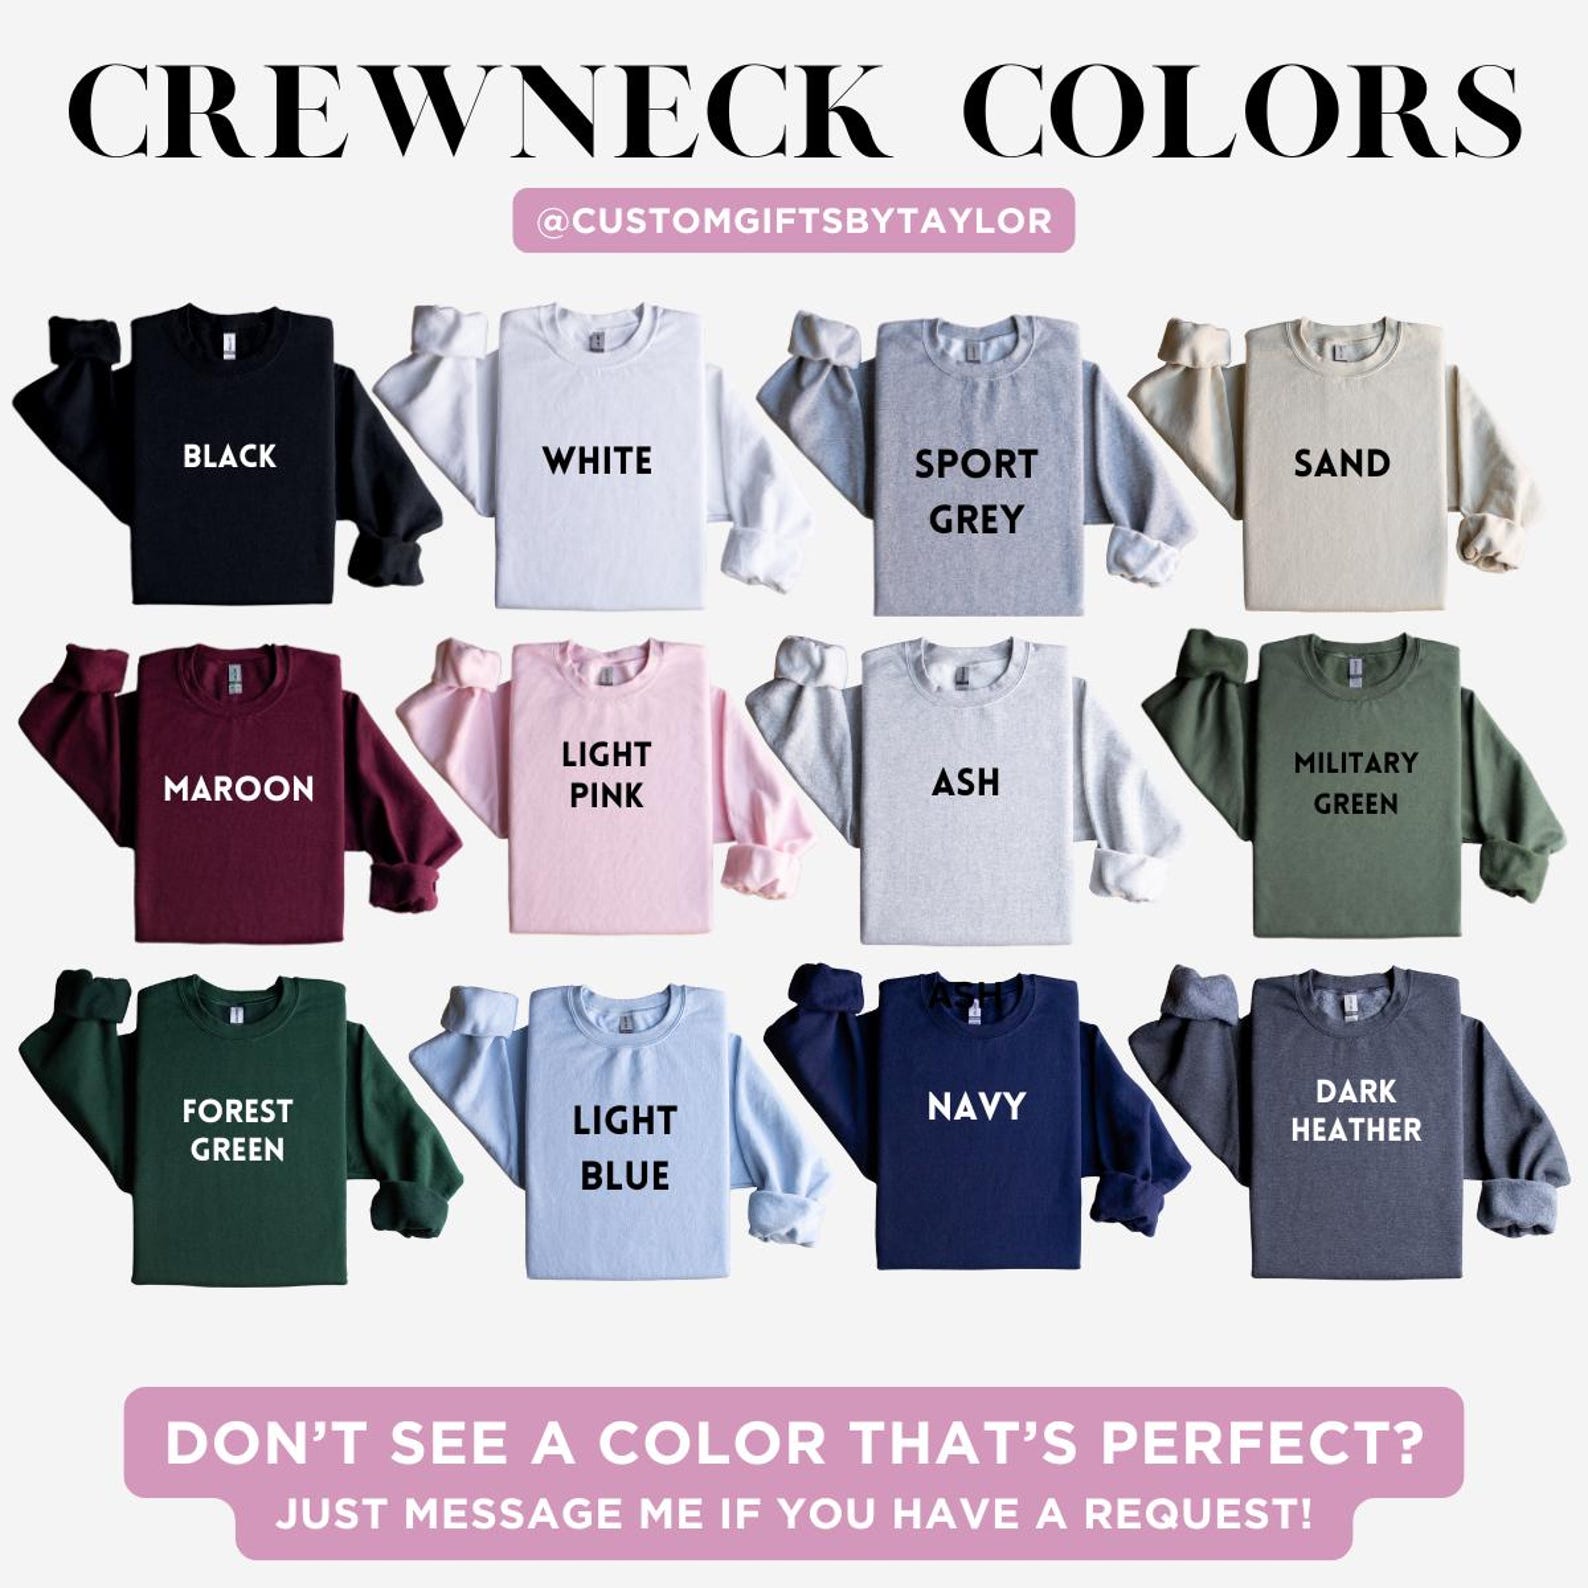 CREWNECK COLORS
@CUSTOMGIFTSBYTAYLOR
BLACK
WHITE
SPORT
GREY
SAND
MAROON
LIGHT
PINK
ASH
MILITARY
GREEN
FOREST
GREEN
LIGHT
BLUE
ASH
NAVY
DARK
HEATHER
DON'T SEE A COLOR THAT'S PERFECT?
JUST MESSAGE ME IF YOU HAVE A REQUEST!